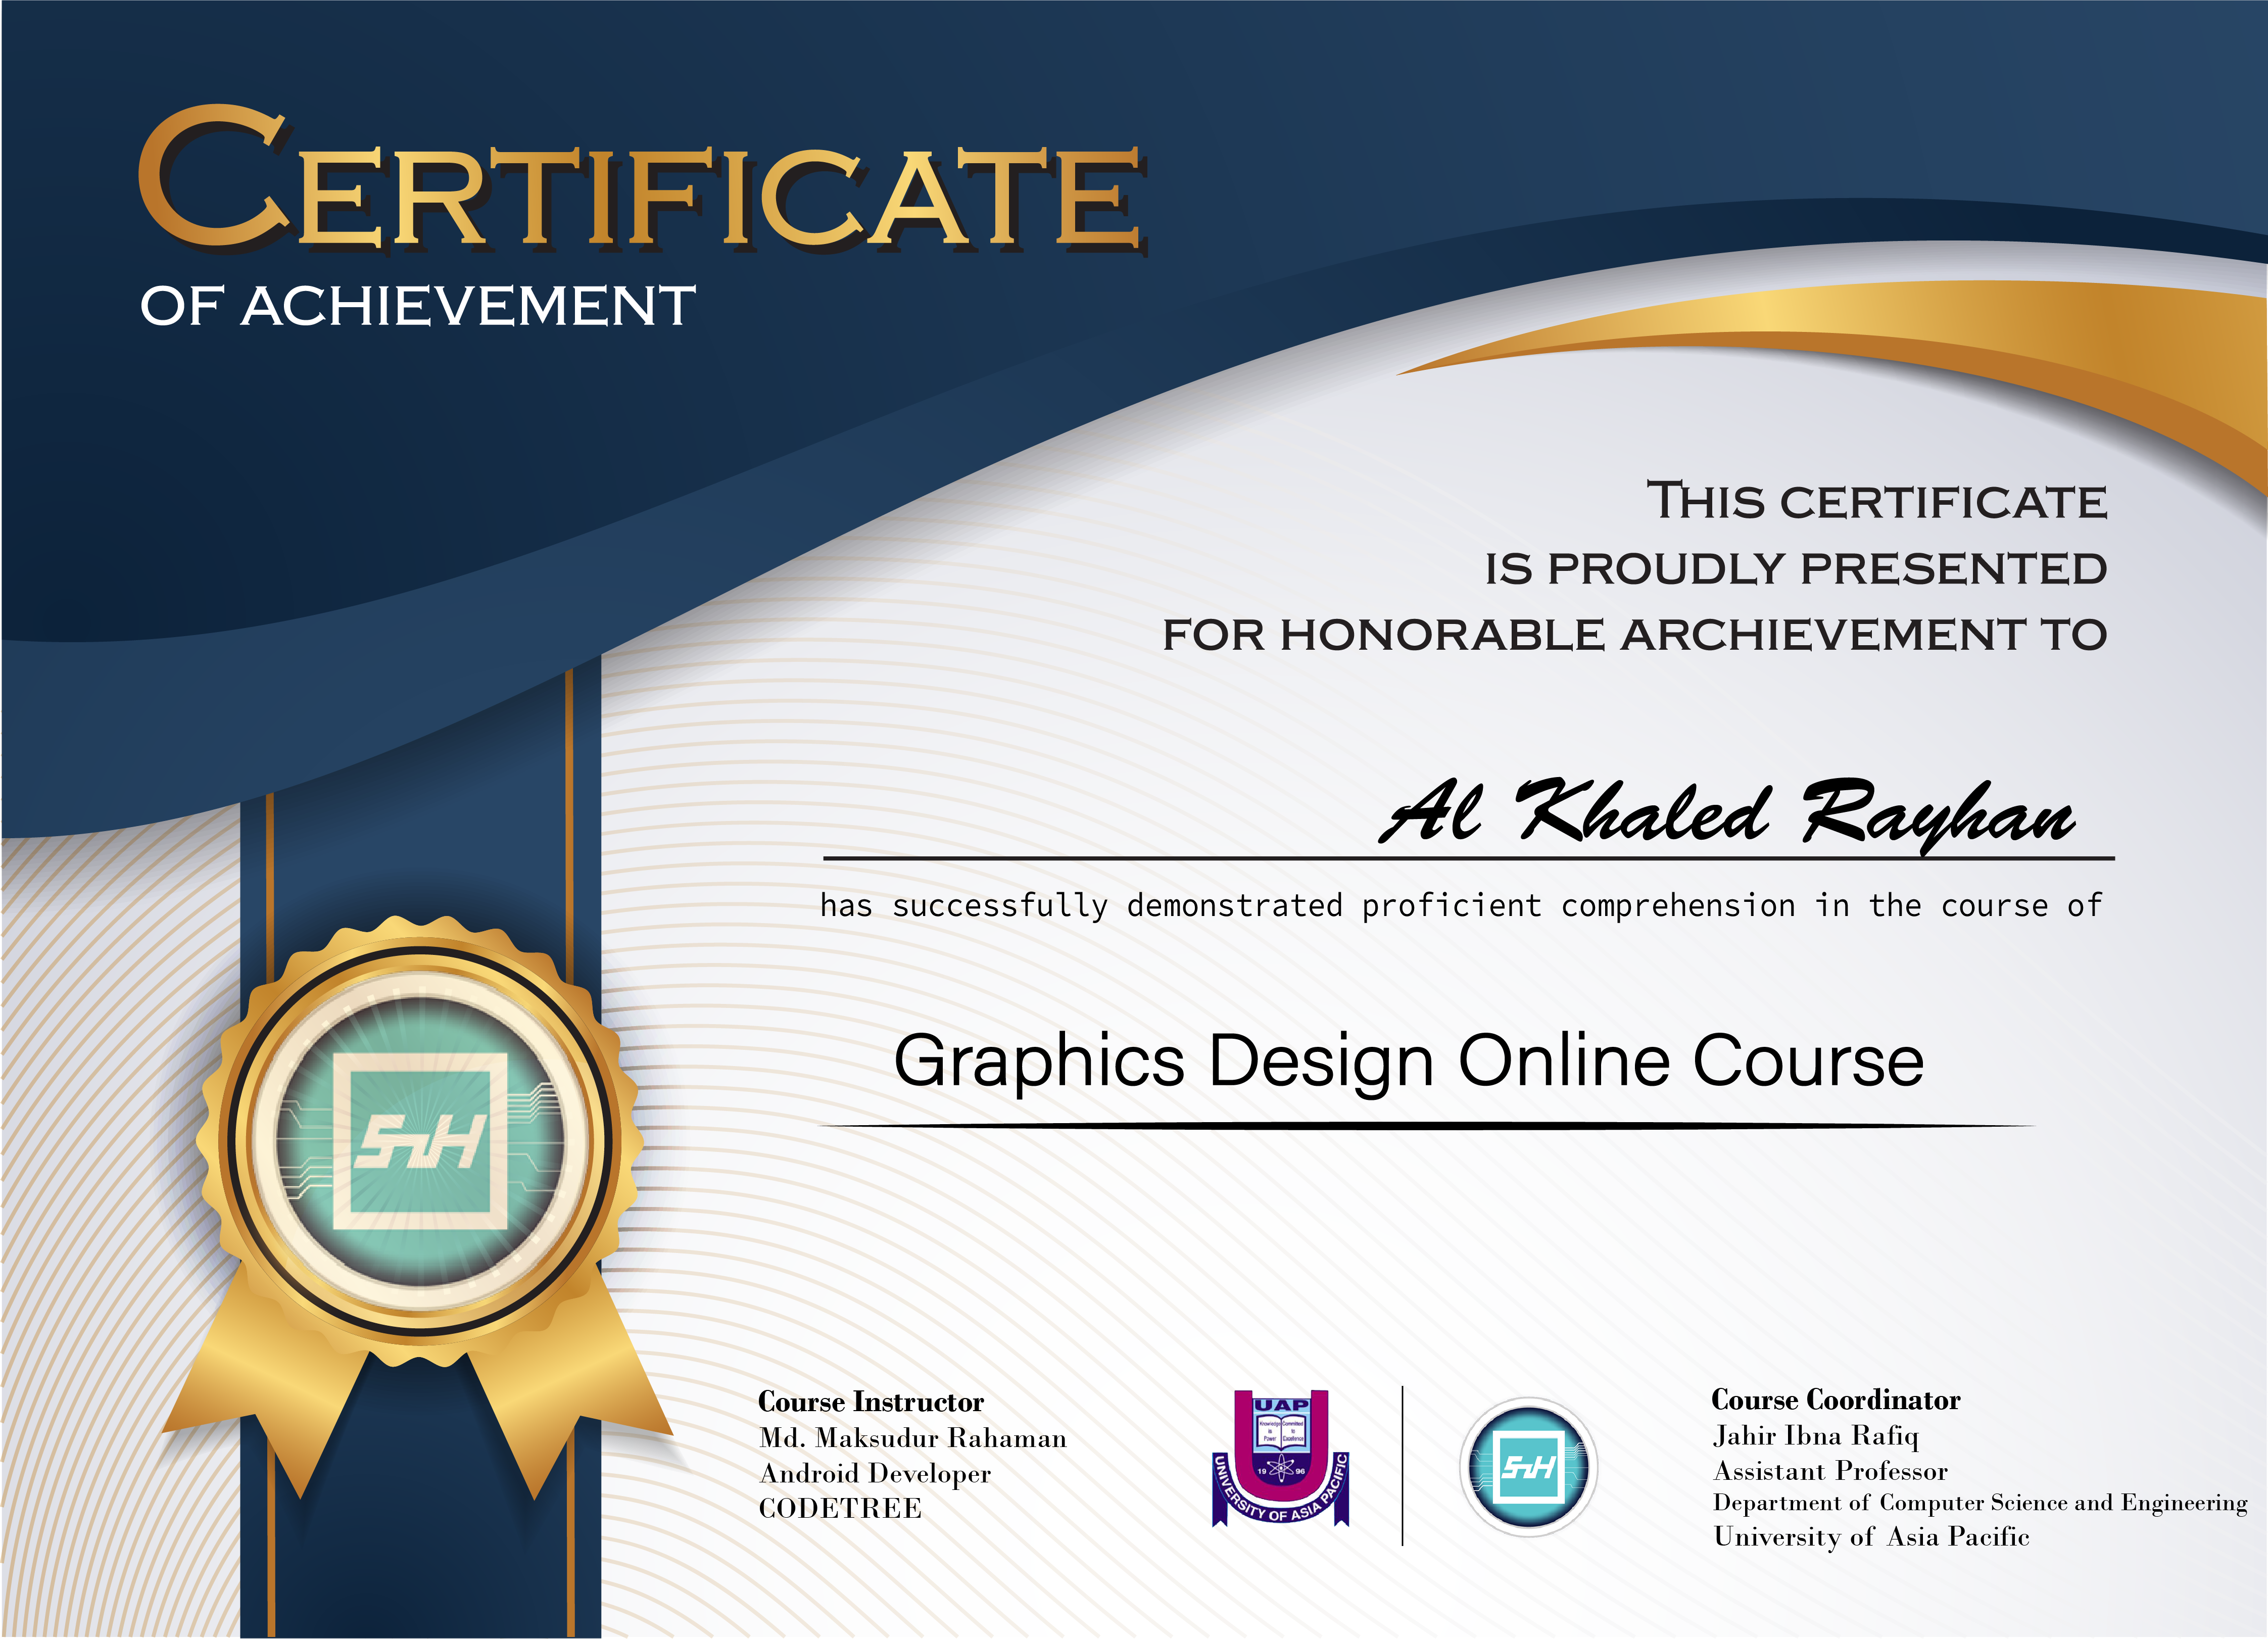 CERTIFICATE
OF ACHIEVEMENT
THIS CERTIFICATE
IS PROUDLY PRESENTED
FOR HONORABLE ARCHIEVEMENT TO
Al Khaled Rayhan
has successfully demonstrated proficient comprehension in the course of
Graphics Design Online Course
SHH
Course Instructor
Md. Maksudur Rahaman
Android Developer
CODETREE
UAP
Knowledge is Power
Committed to Excellence
19 96
UNIVERSITY OF ASIA PACIFIC
Course Coordinator
Jahir Ibna Rafiq
Assistant Professor
Department of Computer Science and Engineering
University of Asia Pacific